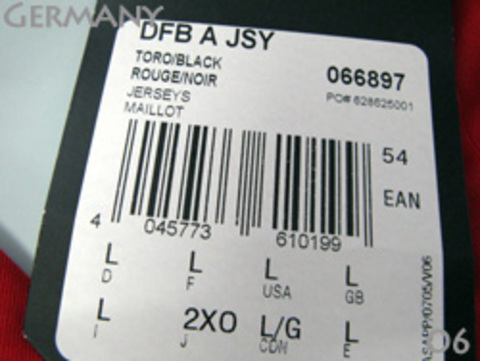 GERMANY
DFB A JSY
TORO/BLACK
ROUGE/NOIR
066897
JERSEYS
PO# 628625001
MAILLOT
54
EAN
4 045773 610199
L L L L
D F USA GB
L 2XO L/G L
I J CDN E
06